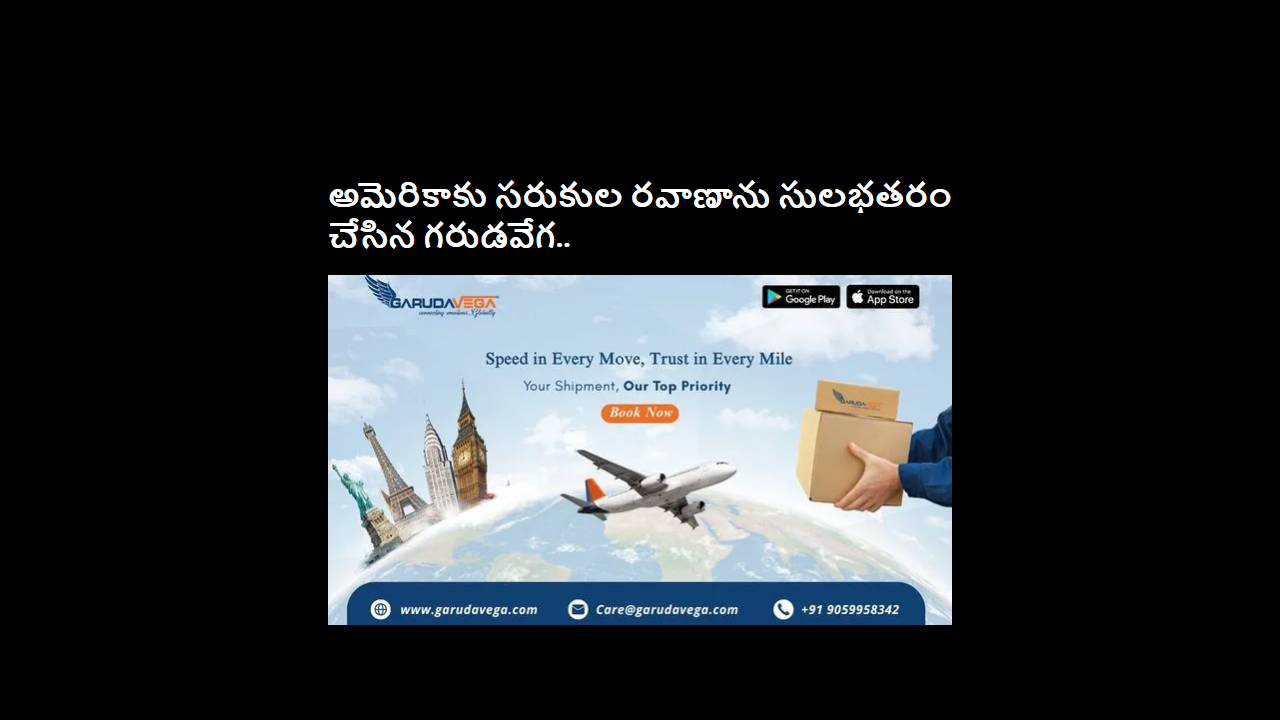 అమెరికాకు సరుకుల రవాణాను సులభతరం
చేసిన గరుడవేగ..
GARUDAVEGA
connecting emotions..Globally
GET IT ON
Google Play
Download on the
App Store
Speed in Every Move, Trust in Every Mile
Your Shipment, Our Top Priority
Book Now
GARUDAVEGA
www.garudavega.com
Care@garudavega.com
+91 9059958342